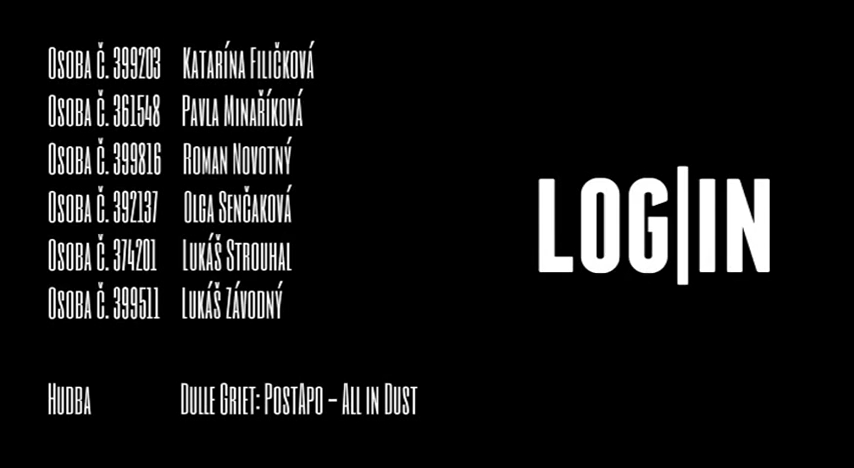 Osoba č. 399203 Katarína Filičková
Osoba č. 361548 Pavla Minaříková
Osoba č. 399816 Roman Novotný
Osoba č. 392137 Olga Senčaková
Osoba č. 374201 Lukáš Strouhal
Osoba č. 399511 Lukáš Závodný
Hudba Dulle Griet: PostApo – All in Dust
LOG|IN